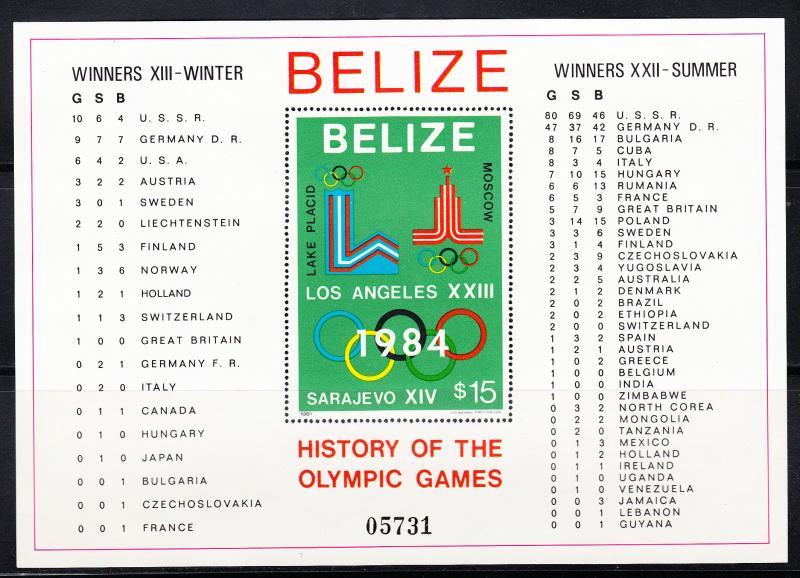 BELIZE
WINNERS XIII-WINTER
G S B
10 6 4 U. S. S. R.
9 7 7 GERMANY D. R.
6 4 2 U. S. A.
3 2 2 AUSTRIA
3 0 1 SWEDEN
2 2 0 LIECHTENSTEIN
1 5 3 FINLAND
1 3 6 NORWAY
1 2 1 HOLLAND
1 1 3 SWITZERLAND
1 0 0 GREAT BRITAIN
0 2 1 GERMANY F. R.
0 2 0 ITALY
0 1 1 CANADA
0 1 0 HUNGARY
0 1 0 JAPAN
0 0 1 BULGARIA
0 0 1 CZECHOSLOVAKIA
0 0 1 FRANCE
BELIZE
LAKE PLACID
MOSCOW
LOS ANGELES XXIII
1984
SARAJEVO XIV $15
1981
HISTORY OF THE
OLYMPIC GAMES
05731
WINNERS XXII-SUMMER
G S B
80 69 46 U. S. S. R.
47 37 42 GERMANY D. R.
8 16 17 BULGARIA
8 7 5 CUBA
8 3 4 ITALY
7 10 15 HUNGARY
6 6 13 RUMANIA
6 5 3 FRANCE
5 7 9 GREAT BRITAIN
3 14 15 POLAND
3 3 6 SWEDEN
3 1 4 FINLAND
2 3 9 CZECHOSLOVAKIA
2 3 4 YUGOSLAVIA
2 2 5 AUSTRALIA
2 1 2 DENMARK
2 0 2 BRAZIL
2 0 2 ETHIOPIA
2 0 0 SWITZERLAND
1 3 2 SPAIN
1 2 1 AUSTRIA
1 0 2 GREECE
1 0 0 BELGIUM
1 0 0 INDIA
1 0 0 ZIMBABWE
0 3 2 NORTH COREA
0 2 2 MONGOLIA
0 2 0 TANZANIA
0 1 3 MEXICO
0 1 2 HOLLAND
0 1 1 IRELAND
0 1 0 UGANDA
0 1 0 VENEZUELA
0 0 3 JAMAICA
0 0 1 LEBANON
0 0 1 GUYANA